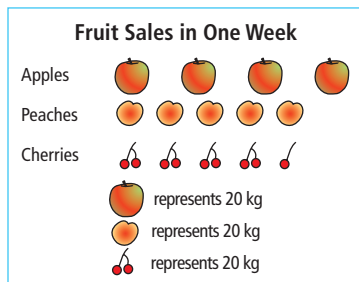 Fruit Sales in One Week
Apples
Peaches
Cherries
represents 20 kg
represents 20 kg
represents 20 kg